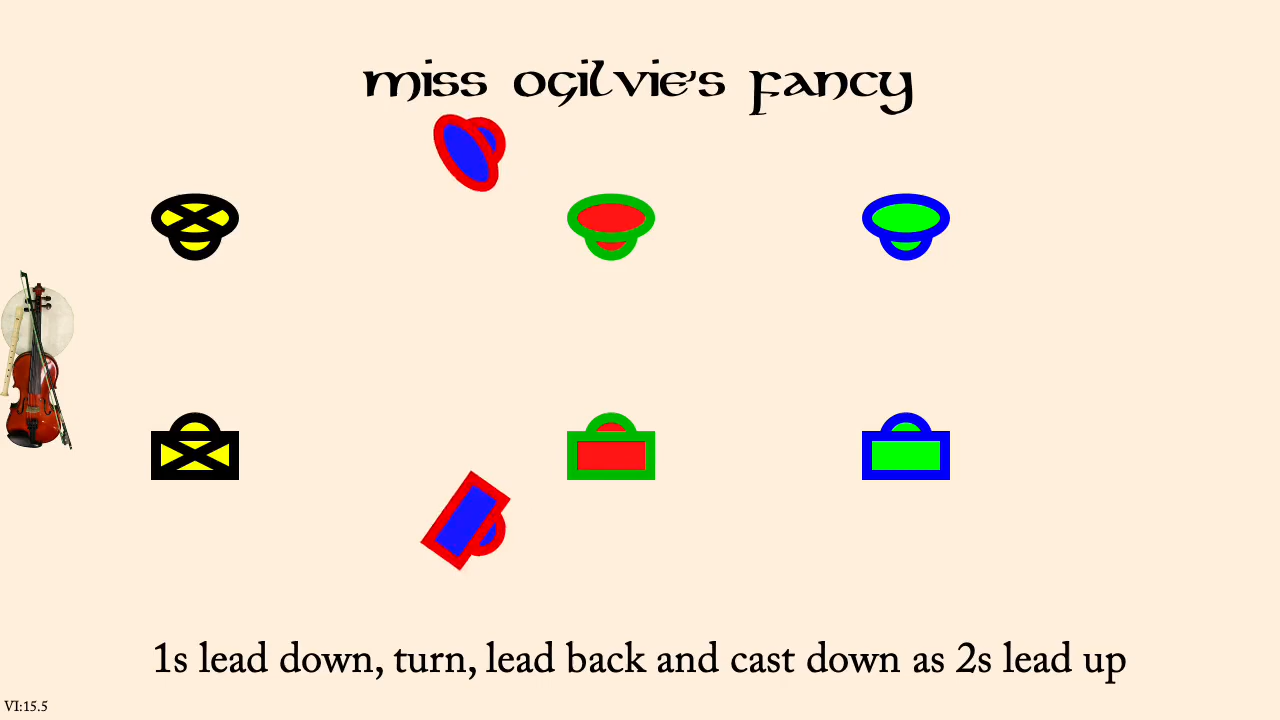 miss ogilvie's fancy
1s lead down, turn, lead back and cast down as 2s lead up
VI:15.5